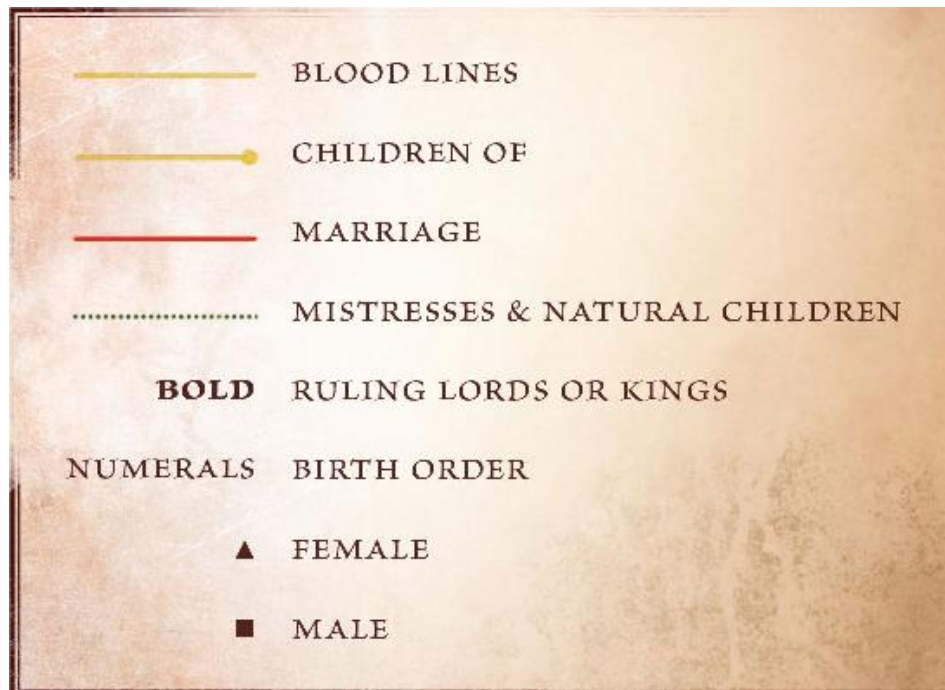 BLOOD LINES
CHILDREN OF
MARRIAGE
MISTRESSES & NATURAL CHILDREN
BOLD RULING LORDS OR KINGS
NUMERALS BIRTH ORDER
FEMALE
MALE